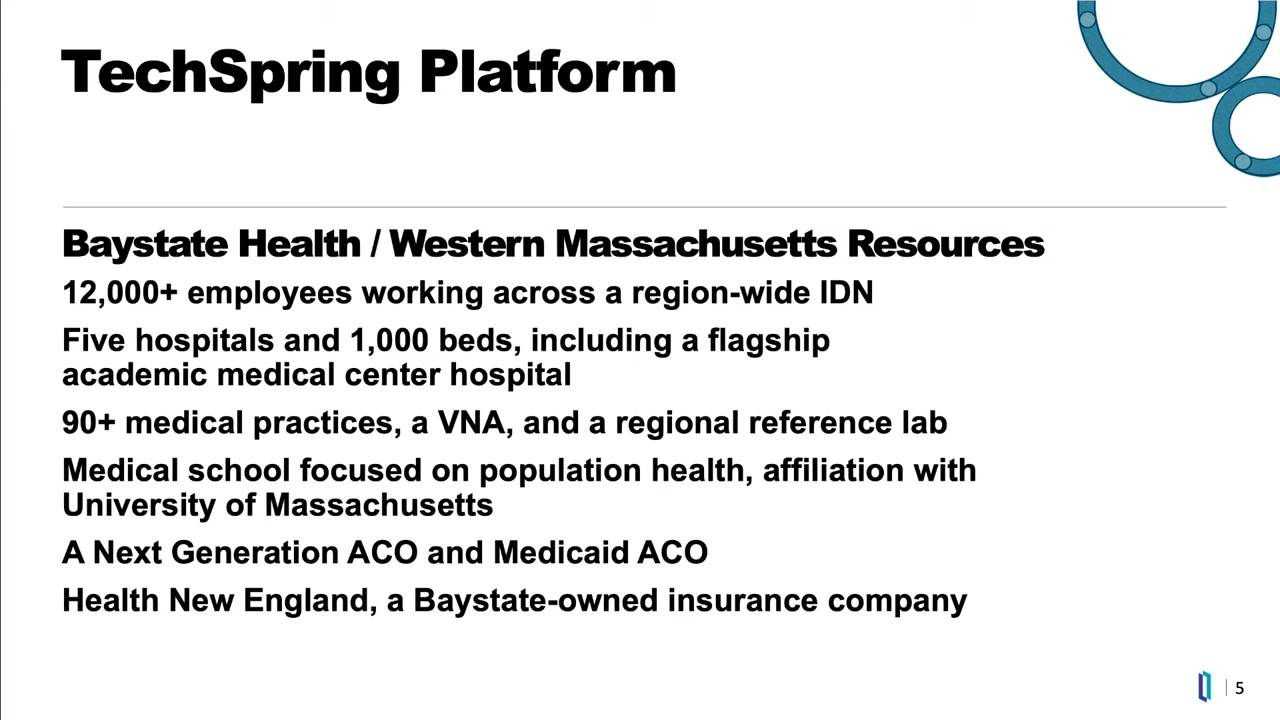 TechSpring Platform
Baystate Health / Western Massachusetts Resources
12,000+ employees working across a region-wide IDN
Five hospitals and 1,000 beds, including a flagship
academic medical center hospital
90+ medical practices, a VNA, and a regional reference lab
Medical school focused on population health, affiliation with
University of Massachusetts
A Next Generation ACO and Medicaid ACO
Health New England, a Baystate-owned insurance company
5